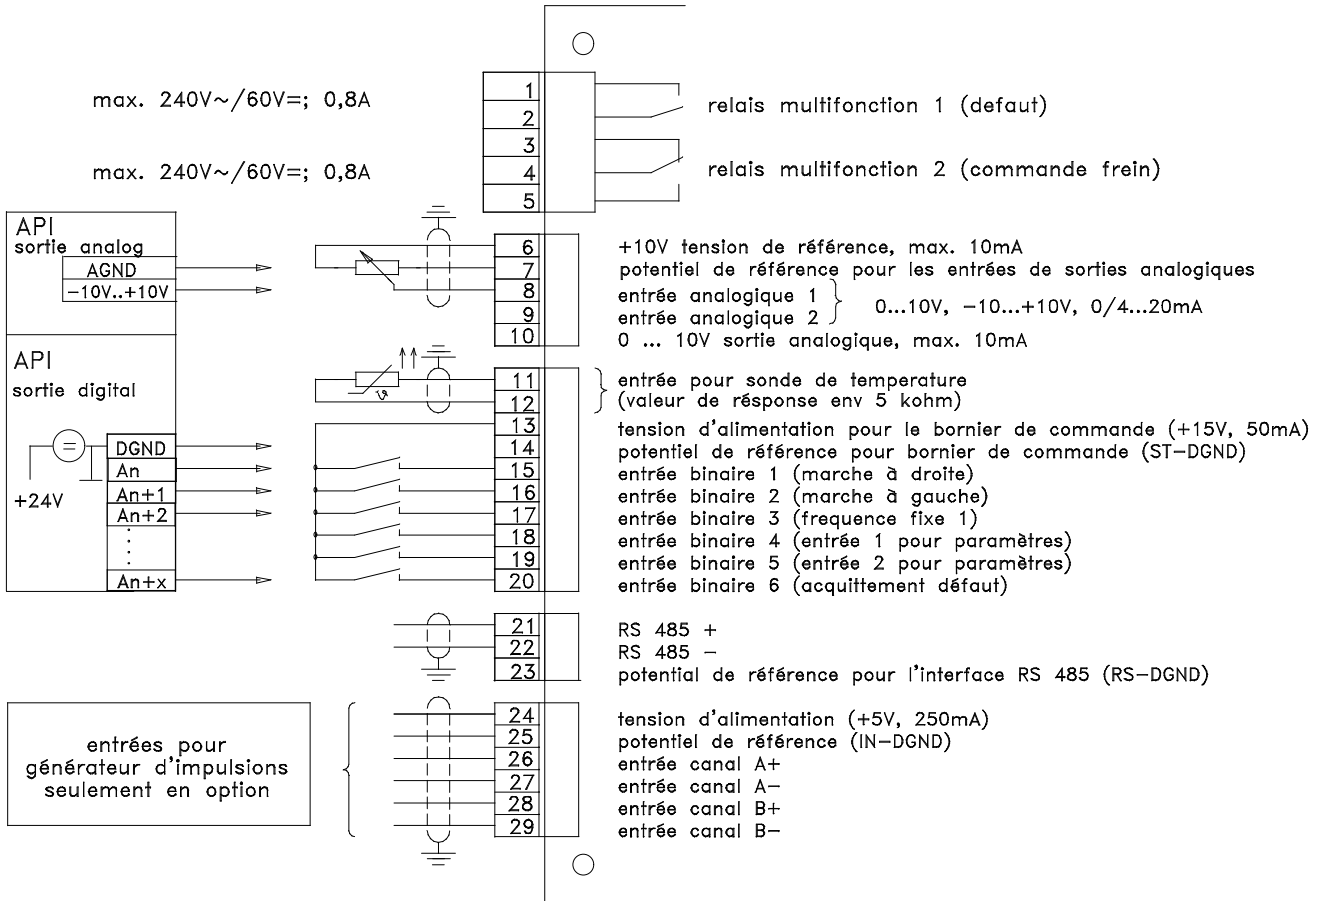 max. 240V~/60V=; 0,8A
max. 240V~/60V=; 0,8A
1
2
3
4
5
relais multifonction 1 (defaut)
relais multifonction 2 (commande frein)
API
sortie analog
AGND
-10V..+10V
6
7
8
9
10
+10V tension de référence, max. 10mA
potentiel de référence pour les entrées de sorties analogiques
entrée analogique 1
entrée analogique 2
0...10V, -10...+10V, 0/4...20mA
0 ... 10V sortie analogique, max. 10mA
API
sortie digital
+24V
DGND
An
An+1
An+2
An+x
ϑ
11
12
13
14
15
16
17
18
19
20
entrée pour sonde de temperature
(valeur de résponse env 5 kohm)
tension d'alimentation pour le bornier de commande (+15V, 50mA)
potentiel de référence pour bornier de commande (ST-DGND)
entrée binaire 1 (marche à droite)
entrée binaire 2 (marche à gauche)
entrée binaire 3 (frequence fixe 1)
entrée binaire 4 (entrée 1 pour paramètres)
entrée binaire 5 (entrée 2 pour paramètres)
entrée binaire 6 (acquittement défaut)
21
22
23
RS 485 +
RS 485 -
potential de référence pour l'interface RS 485 (RS-DGND)
entrées pour
générateur d'impulsions
seulement en option
24
25
26
27
28
29
tension d'alimentation (+5V, 250mA)
potentiel de référence (IN-DGND)
entrée canal A+
entrée canal A-
entrée canal B+
entrée canal B-